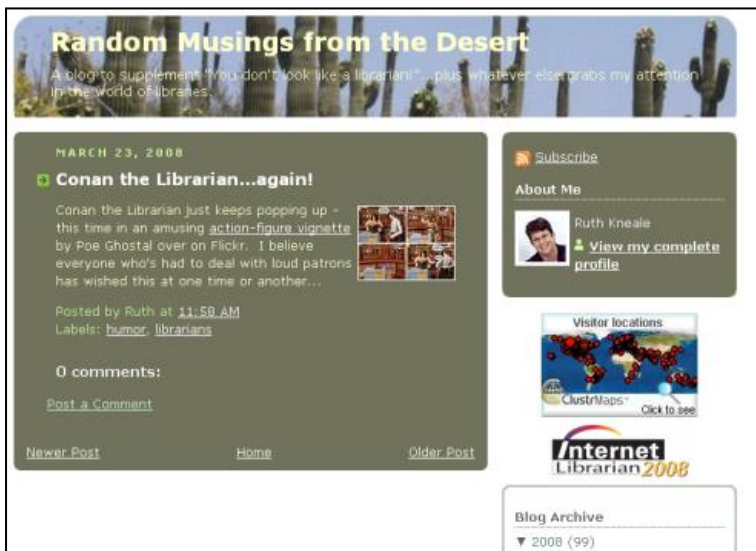 Random Musings from the Desert
A blog to supplement "You don't look like a librarian!"...plus whatever else grabs my attention
in the world of libraries.
MARCH 23, 2008
Conan the Librarian...again!
Conan the Librarian just keeps popping up –
this time in an amusing action-figure vignette
by Poe Ghostal over on Flickr. I believe
everyone who's had to deal with loud patrons
has wished this at one time or another...
Posted by Ruth at 11:58 AM
Labels: humor, librarians
0 comments:
Post a Comment
Newer Post
Home
Older Post
Subscribe
About Me
Ruth Kneale
View my complete
profile
Visitor locations
ClustrMaps™
Click to see
Internet
Librarian 2008
Blog Archive
▼ 2008 (99)